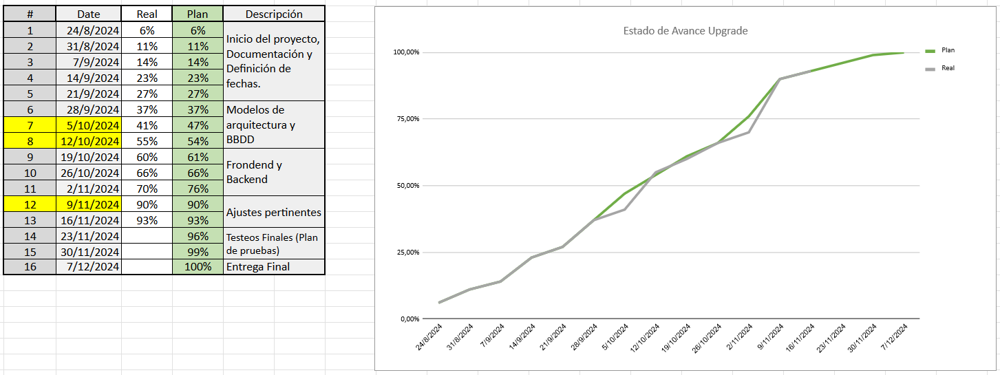 # Date Real Plan Descripción
1 24/8/2024 6% 6%
2 31/8/2024 11% 11%
3 7/9/2024 14% 14%
4 14/9/2024 23% 23%
5 21/9/2024 27% 27%
Inicio del proyecto,
Documentación y
Definición de
fechas.
6 28/9/2024 37% 37%
7 5/10/2024 41% 47%
8 12/10/2024 55% 54%
Modelos de
arquitectura y
BBDD
9 19/10/2024 60% 61%
10 26/10/2024 66% 66%
11 2/11/2024 70% 76%
Frondend y
Backend
12 9/11/2024 90% 90%
13 16/11/2024 93% 93%
Ajustes pertinentes
14 23/11/2024 96%
15 30/11/2024 99%
Testeos Finales (Plan
de pruebas)
16 7/12/2024 100% Entrega Final
Estado de Avance Upgrade
100,00%
75,00%
50,00%
25,00%
0,00%
24/8/2024
31/8/2024
7/9/2024
14/9/2024
21/9/2024
28/9/2024
5/10/2024
12/10/2024
19/10/2024
26/10/2024
2/11/2024
9/11/2024
16/11/2024
23/11/2024
30/11/2024
7/12/2024
Plan
Real